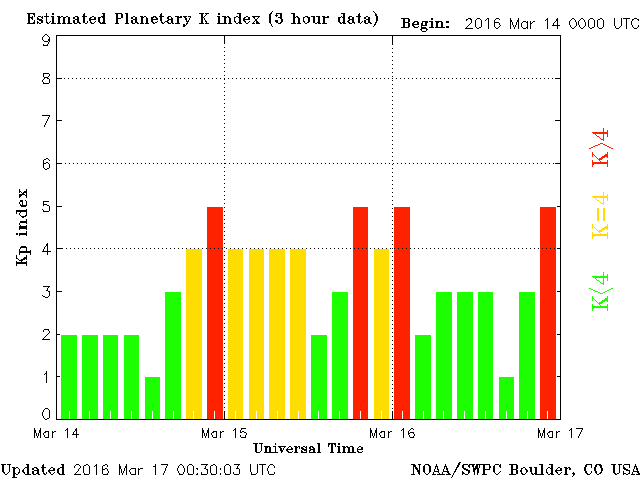 Estimated Planetary K index (3 hour data)
Begin: 2016 Mar 14 0000 UTC
9
8
7
6
5
4
3
2
1
0
Kp index
K>4
K=4
K<4
Mar 14
Mar 15
Mar 16
Mar 17
Universal Time
Updated 2016 Mar 17 00:30:03 UTC
NOAA/SWPC Boulder, CO USA